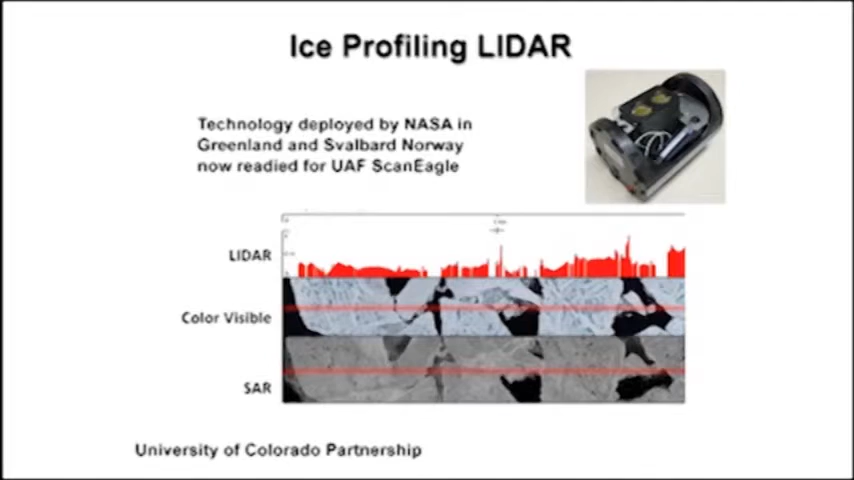 Ice Profiling LIDAR
Technology deployed by NASA in
Greenland and Svalbard Norway
now readied for UAF ScanEagle
LIDAR
Color Visible
SAR
University of Colorado Partnership